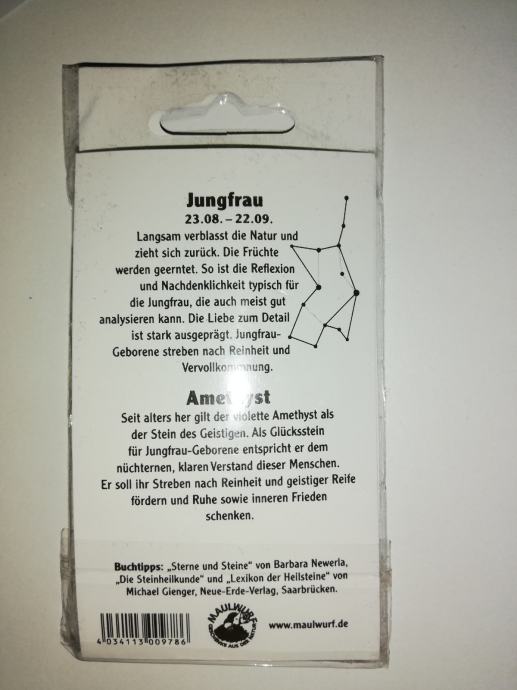 Jungfrau
23.08. – 22.09.
Langsam verblasst die Natur und
zieht sich zurück. Die Früchte
werden geerntet. So ist die Reflexion
und Nachdenklichkeit typisch für
die Jungfrau, die auch meist gut
analysieren kann. Die Liebe zum Detail
ist stark ausgeprägt. Jungfrau-
Geborene streben nach Reinheit und
Vervollkommnung.
Amethyst
Seit alters her gilt der violette Amethyst als
der Stein des Geistigen. Als Glücksstein
für Jungfrau-Geborene entspricht er dem
nüchternen, klaren Verstand dieser Menschen.
Er soll ihr Streben nach Reinheit und geistiger Reife
fördern und Ruhe sowie inneren Frieden
schenken.
Buchtipps: „Sterne und Steine“ von Barbara Newerla,
„Die Steinheilkunde“ und „Lexikon der Heilsteine“ von
Michael Gienger, Neue-Erde-Verlag, Saarbrücken.
MAULWURF
www.maulwurf.de
4 034113 009786